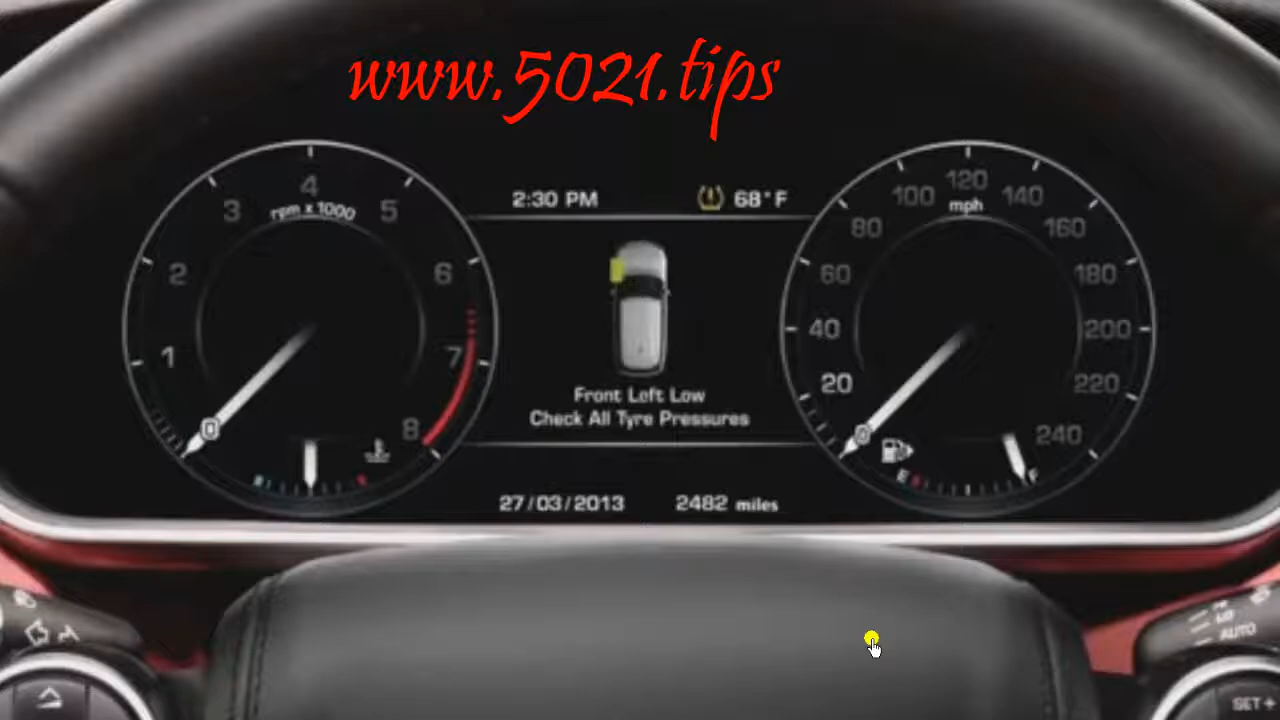 www.5021.tips
2:30 PM 68°F
4
3 5
rpm x 1000
2 6
1 7
0 8
100 120 140
mph
80 160
60 180
40 200
20 220
0 240
E F
Front Left Low
Check All Tyre Pressures
27/03/2013 2482 miles
AUTO
SET+